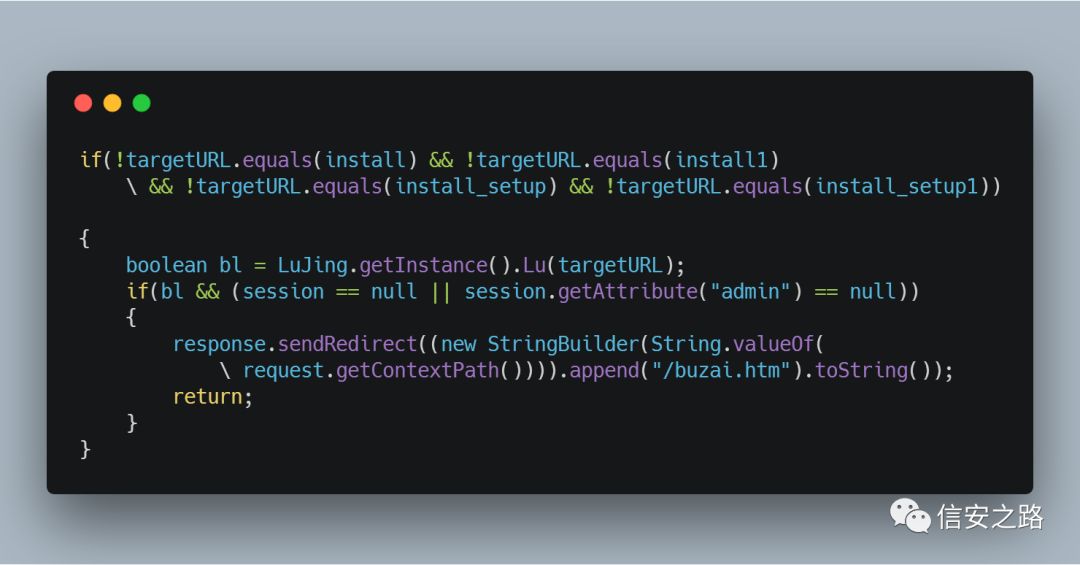 if(!targetURL.equals(install) && !targetURL.equals(install1)
\ && !targetURL.equals(install_setup) && !targetURL.equals(install_setup1))
{
boolean bl = LuJing.getInstance().Lu(targetURL);
if(bl && (session == null || session.getAttribute("admin") == null))
{
response.sendRedirect((new StringBuilder(String.valueOf(
\ request.getContextPath()))).append("/buzai.htm").toString());
return;
}
}
信安之路